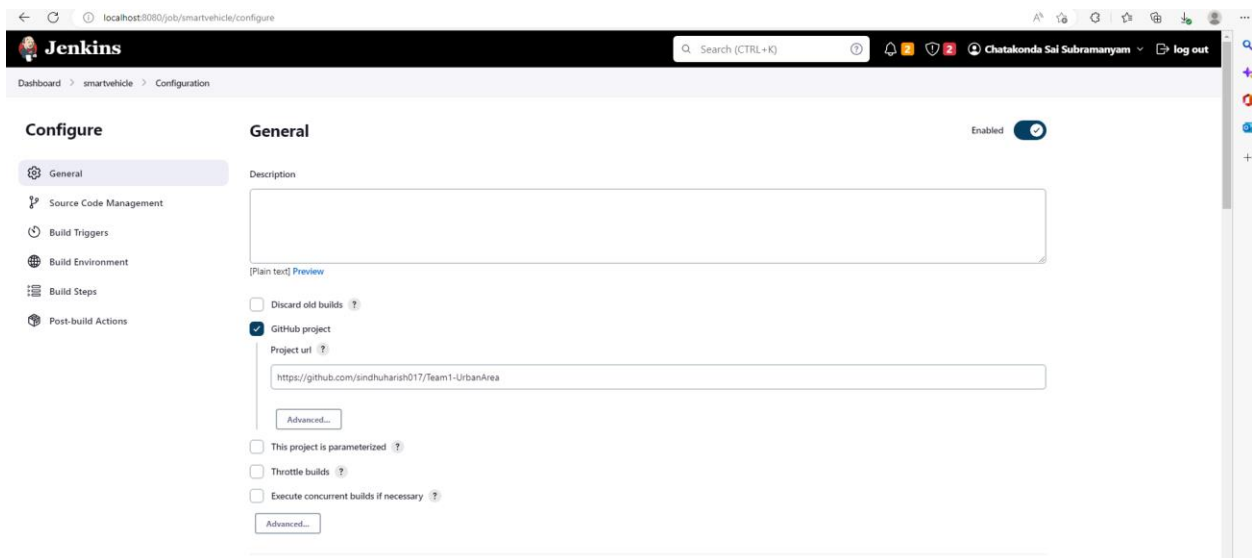 localhost:8080/job/smartvehicle/configure
Jenkins
Search (CTRL+K)
?
2
2
Chatakonda Sai Subramanyam
log out
Dashboard > smartvehicle > Configuration
Configure
General
Source Code Management
Build Triggers
Build Environment
Build Steps
Post-build Actions
General
Enabled
Description
[Plain text] Preview
Discard old builds ?
GitHub project
Project url ?
https://github.com/sindhuharish017/Team1-UrbanArea
Advanced...
This project is parameterized ?
Throttle builds ?
Execute concurrent builds if necessary ?
Advanced...